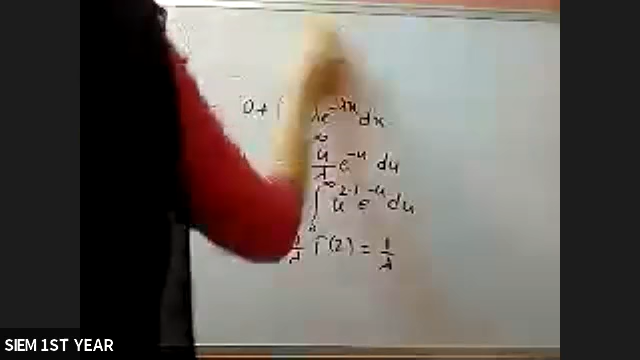 0 + ∫ λe^-λx dx
∞
u/λ e^-u du
∫ ∞ u^2-1 e^-u du
1/λ Γ(2) = 1/λ
SIEM 1ST YEAR